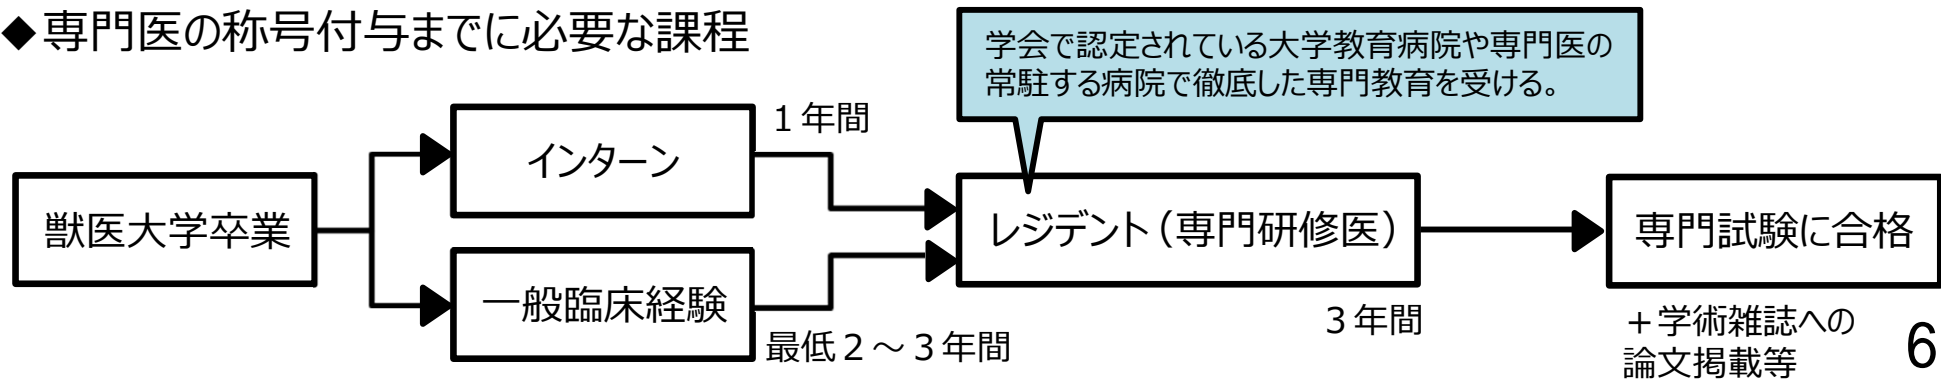 ◆専門医の称号付与までに必要な課程
学会で認定されている大学教育病院や専門医の
常駐する病院で徹底した専門教育を受ける。
獣医大学卒業
インターン
１年間
一般臨床経験
最低２～３年間
レジデント（専門研修医）
３年間
専門試験に合格
＋学術雑誌への
論文掲載等
6